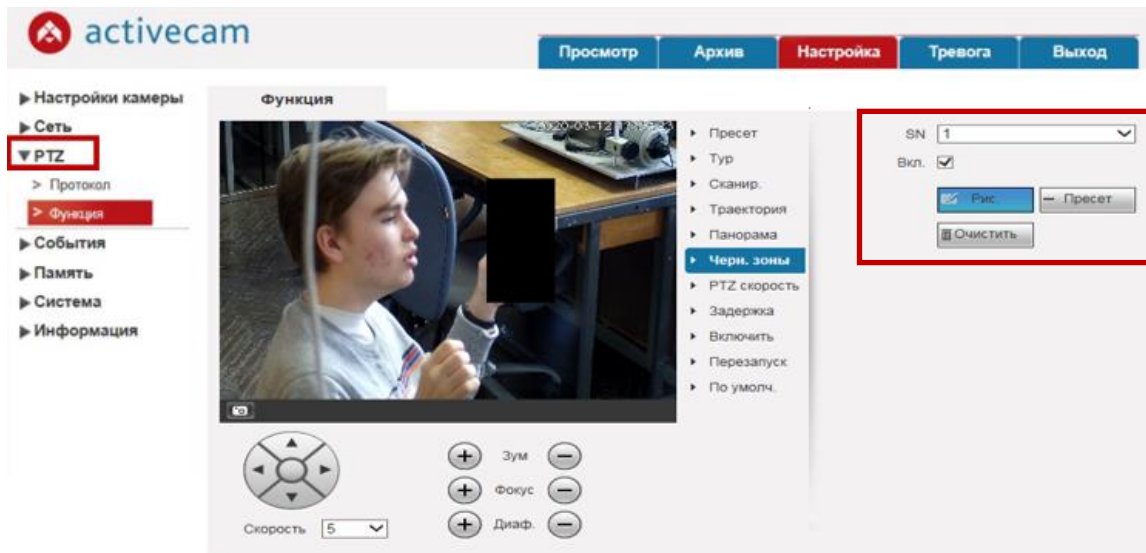 activecam
Просмотр Архив Настройка Тревога Выход
Настройки камеры
Сеть
PTZ
> Протокол
> Функция
События
Память
Система
Информация
Функция
Пресет
Тур
Сканир.
Траектория
Панорама
Черн. зоны
PTZ скорость
Задержка
Включить
Перезапуск
По умолч.
SN 1
Вкл.
Рис. Пресет
Очистить
Зум
Фокус
Диаф.
Скорость 5